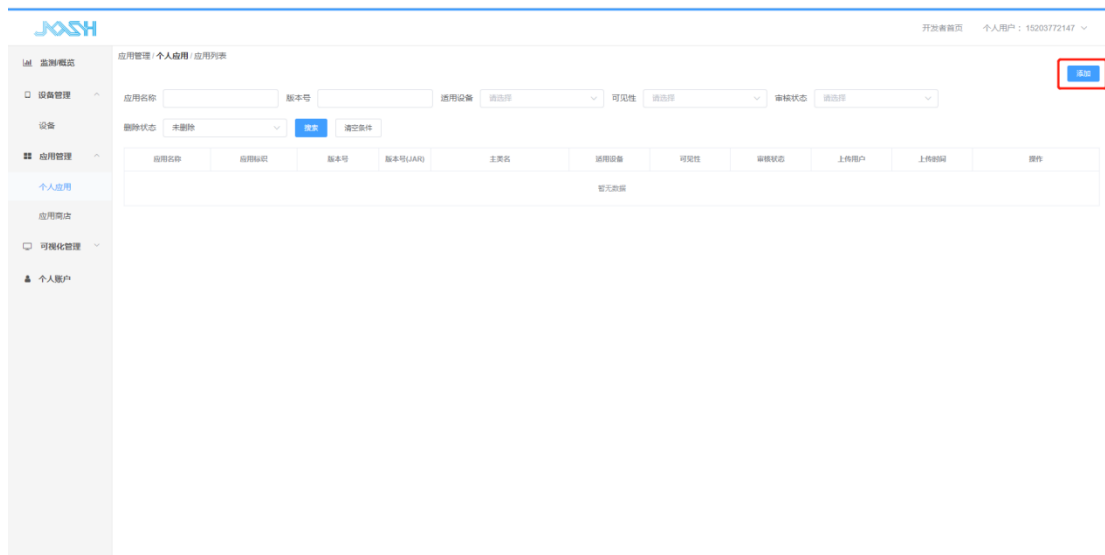 JOASH
开发者首页 个人用户：15203772147
监测/概览
设备管理
设备
应用管理
个人应用
应用商店
可视化管理
个人账户
应用管理 / 个人应用 / 应用列表
添加
应用名称 版本号 适用设备 请选择 可见性 请选择 审核状态 请选择
删除状态 未删除 搜索 清空条件
应用名称 应用标识 版本号 版本号(JAR) 主类名 适用设备 可见性 审核状态 上传用户 上传时间 操作
暂无数据